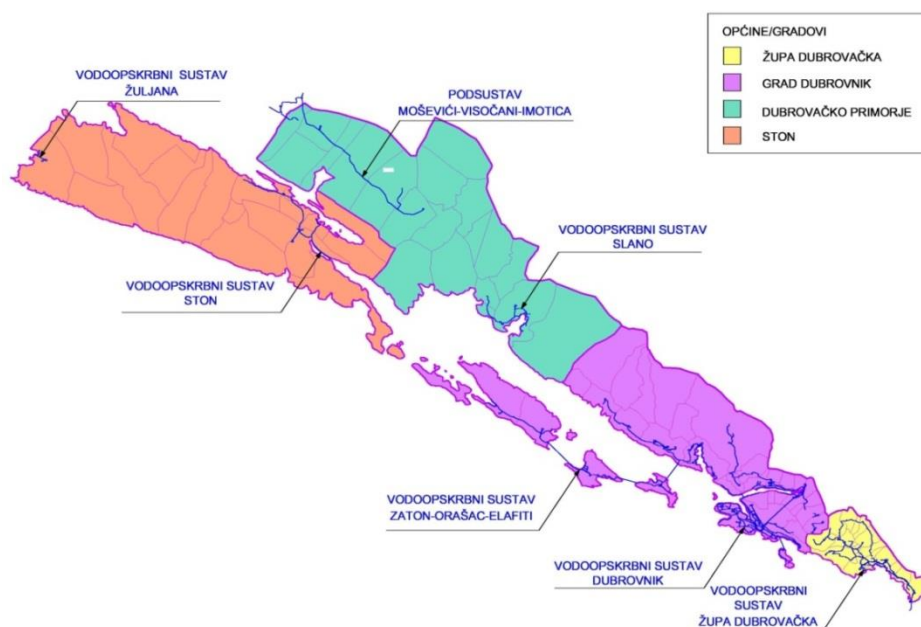 OPĆINE/GRADOVI
ŽUPA DUBROVAČKA
GRAD DUBROVNIK
DUBROVAČKO PRIMORJE
STON
VODOOPSKRBNI SUSTAV
ŽULJANA
PODSUSTAV
MOŠEVIĆI-VISOČANI-IMOTICA
VODOOPSKRBNI SUSTAV
SLANO
VODOOPSKRBNI SUSTAV
STON
VODOOPSKRBNI SUSTAV
ZATON-ORAŠAC-ELAFITI
VODOOPSKRBNI SUSTAV
DUBROVNIK
VODOOPSKRBNI
SUSTAV
ŽUPA DUBROVAČKA